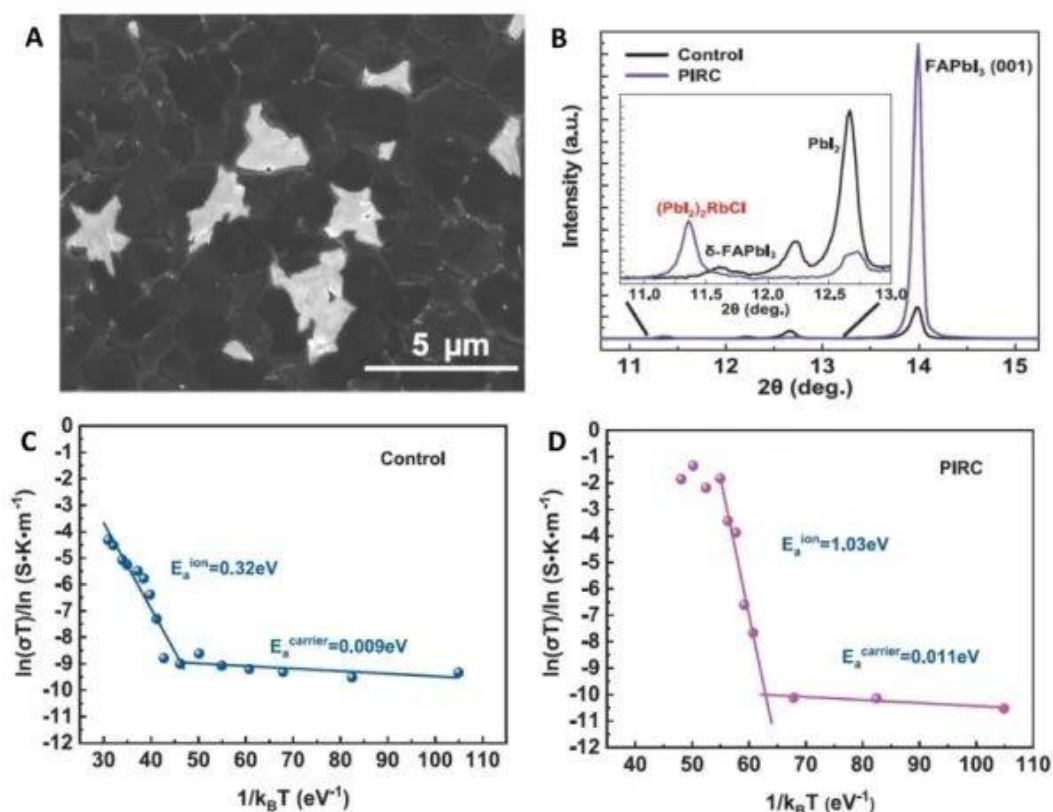 A
5 μm
B
Control
PIRC
FAPbI₃ (001)
PbI₂
(PbI₂)₂RbCl
δ-FAPbI₃
11.0 11.5 12.0 12.5 13.0
2θ (deg.)
Intensity (a.u.)
11 12 13 14 15
2θ (deg.)
C
Control
0
-1
-2
-3
-4
-5
-6
-7
-8
-9
-10
-11
-12
ln(σT)/ln (S•K•m⁻¹)
Eₐⁱᵒⁿ=0.32eV
Eₐᶜᵃʳʳⁱᵉʳ=0.009eV
30 40 50 60 70 80 90 100 110
1/k_BT (eV⁻¹)
D
PIRC
0
-1
-2
-3
-4
-5
-6
-7
-8
-9
-10
-11
-12
ln(σT)/ln (S•K•m⁻¹)
Eₐⁱᵒⁿ=1.03eV
Eₐᶜᵃʳʳⁱᵉʳ=0.011eV
40 50 60 70 80 90 100 110
1/k_BT (eV⁻¹)